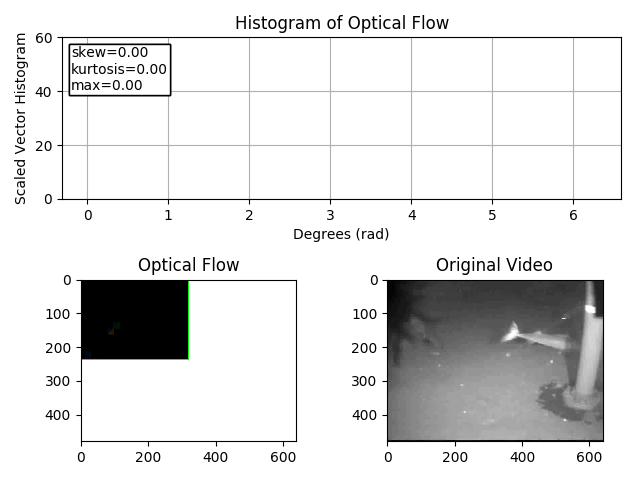 Histogram of Optical Flow
skew=0.00
kurtosis=0.00
max=0.00
Scaled Vector Histogram
60
40
20
0
0 1 2 3 4 5 6
Degrees (rad)
Optical Flow
0
100
200
300
400
0 200 400 600
Original Video
0
100
200
300
400
0 200 400 600